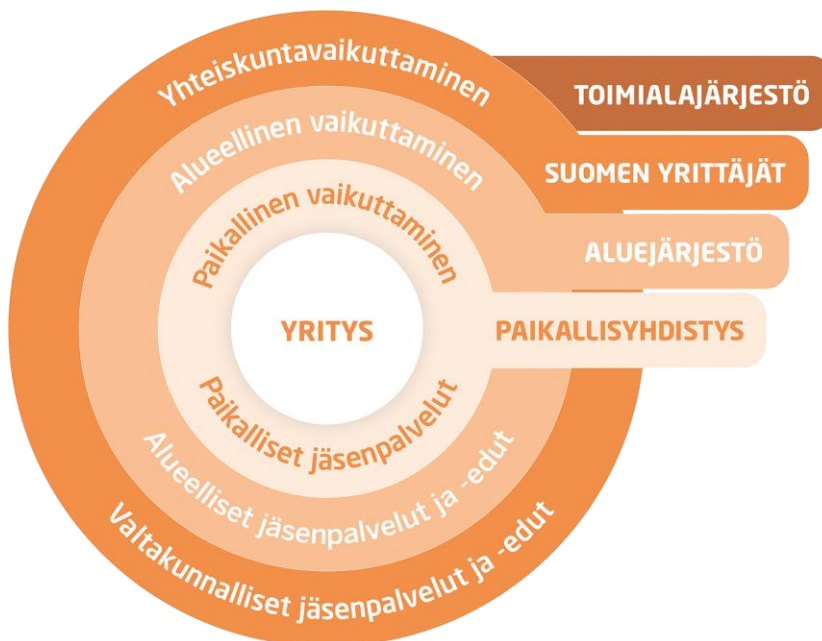 Yhteiskuntavaikuttaminen
TOIMIALAJÄRJESTÖ
Alueellinen vaikuttaminen
SUOMEN YRITTÄJÄT
Paikallinen vaikuttaminen
ALUEJÄRJESTÖ
YRITYS
PAIKALLISYHDISTYS
Paikalliset jäsenpalvelut
Alueelliset jäsenpalvelut ja -edut
Valtakunnalliset jäsenpalvelut ja -edut